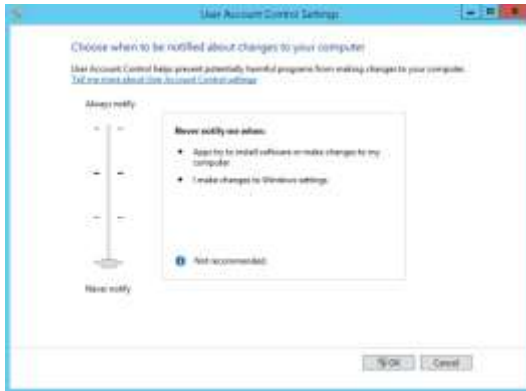 User Account Control Settings
Choose when to be notified about changes to your computer
User Account Control helps prevent potentially harmful programs from making changes to your computer.
Tell me more about User Account Control settings
Always notify
Never notify me when:
• Apps try to install software or make changes to my
computer
• I make changes to Windows settings
Not recommended.
Never notify
OK
Cancel